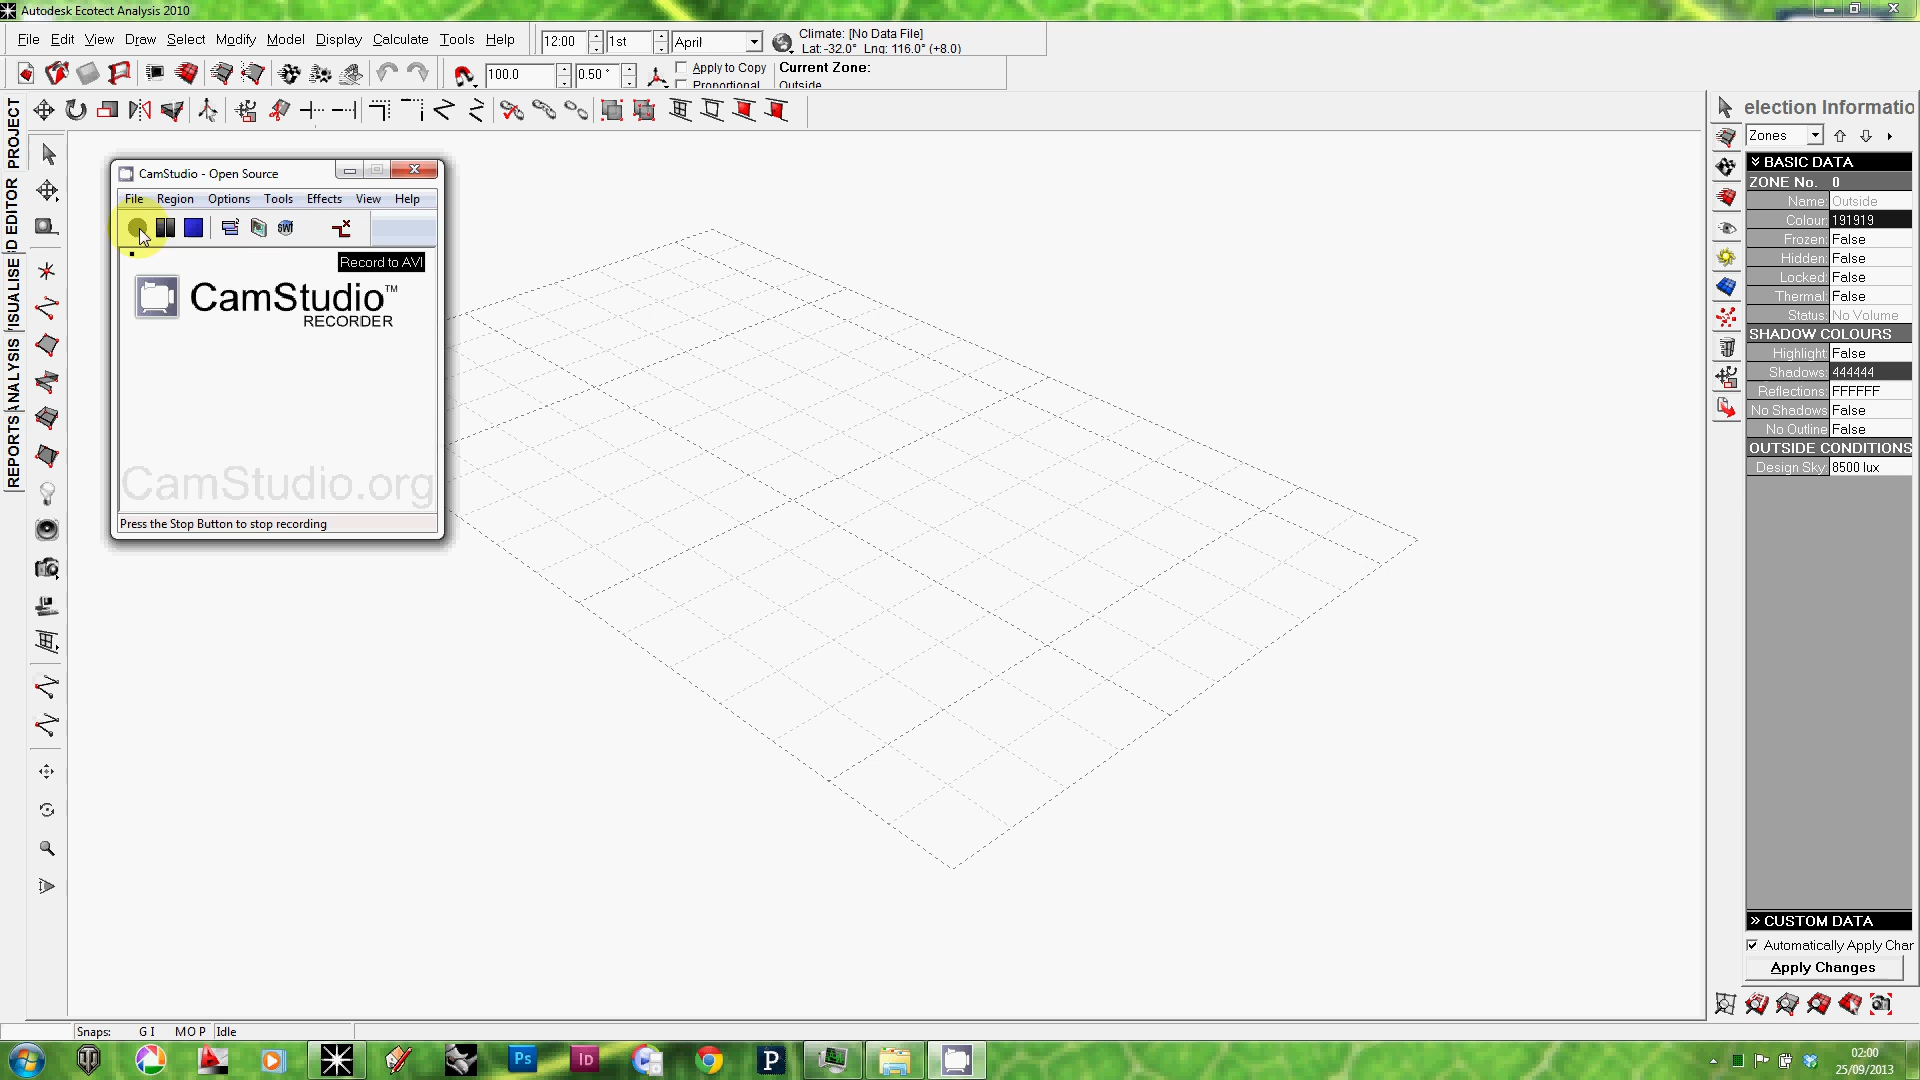 Autodesk Ecotect Analysis 2010
File Edit View Draw Select Modify Model Display Calculate Tools Help
12:00 1st April
Climate: [No Data File]
Lat:-32.0° Lng: 116.0° (+8.0)
100.0 0.50 °
Apply to Copy
Proportional
Current Zone:
Outside
PROJECT
D EDITOR
ISUALISE
ANALYSIS
REPORTS
CamStudio - Open Source
File Region Options Tools Effects View Help
Record to AVI
CamStudio™
RECORDER
CamStudio.org
Press the Stop Button to stop recording
election Informatio
Zones
BASIC DATA
ZONE No. 0
Name: Outside
Colour: 191919
Frozen: False
Hidden: False
Locked: False
Thermal: False
Status: No Volume
SHADOW COLOURS
Highlight: False
Shadows: 444444
Reflections: FFFFFF
No Shadows False
No Outline False
OUTSIDE CONDITIONS
Design Sky: 8500 lux
CUSTOM DATA
Automatically Apply Char
Apply Changes
Snaps: G I M O P Idle
Ps
Id
P
02:00
25/09/2013